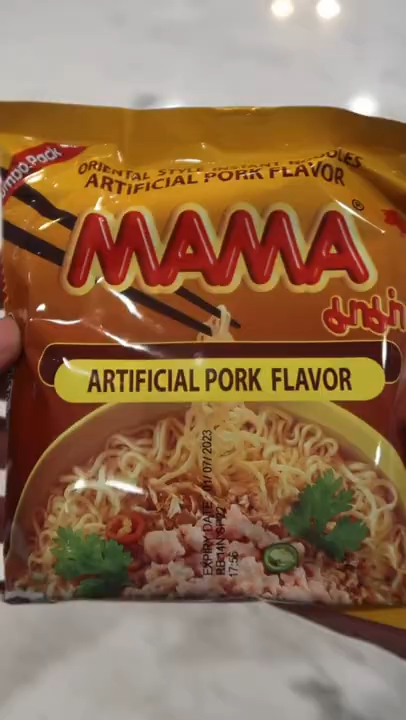 Jumbo Pack
ORIENTAL STYLE INSTANT NOODLES
ARTIFICIAL PORK FLAVOR
MAMA®
มาม่า
ARTIFICIAL PORK FLAVOR
EXPIRY DATE: 01/07/2023
17:56